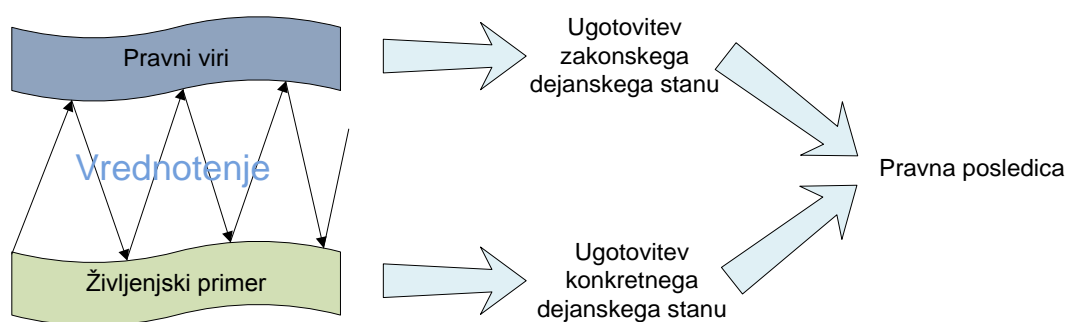 Pravni viri
Ugotovitev
zakonskega
dejanskega stanu
Vrednotenje
Pravna posledica
Življenjski primer
Ugotovitev
konkretnega
dejanskega stanu